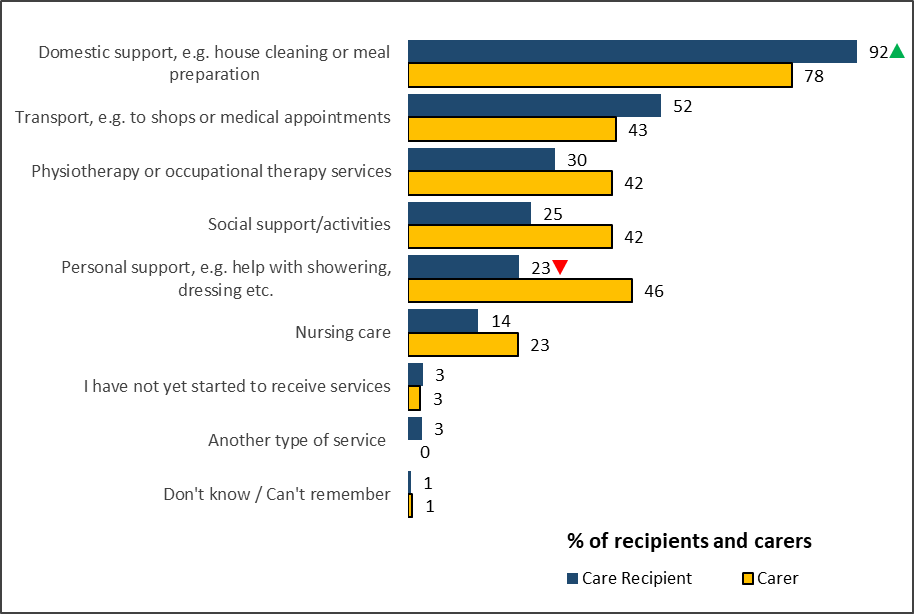 Domestic support, e.g. house cleaning or meal
preparation
92
78
Transport, e.g. to shops or medical appointments
52
43
Physiotherapy or occupational therapy services
30
42
Social support/activities
25
42
Personal support, e.g. help with showering,
dressing etc.
23
46
Nursing care
14
23
I have not yet started to receive services
3
3
Another type of service
3
0
Don't know / Can't remember
1
1
% of recipients and carers
Care Recipient
Carer